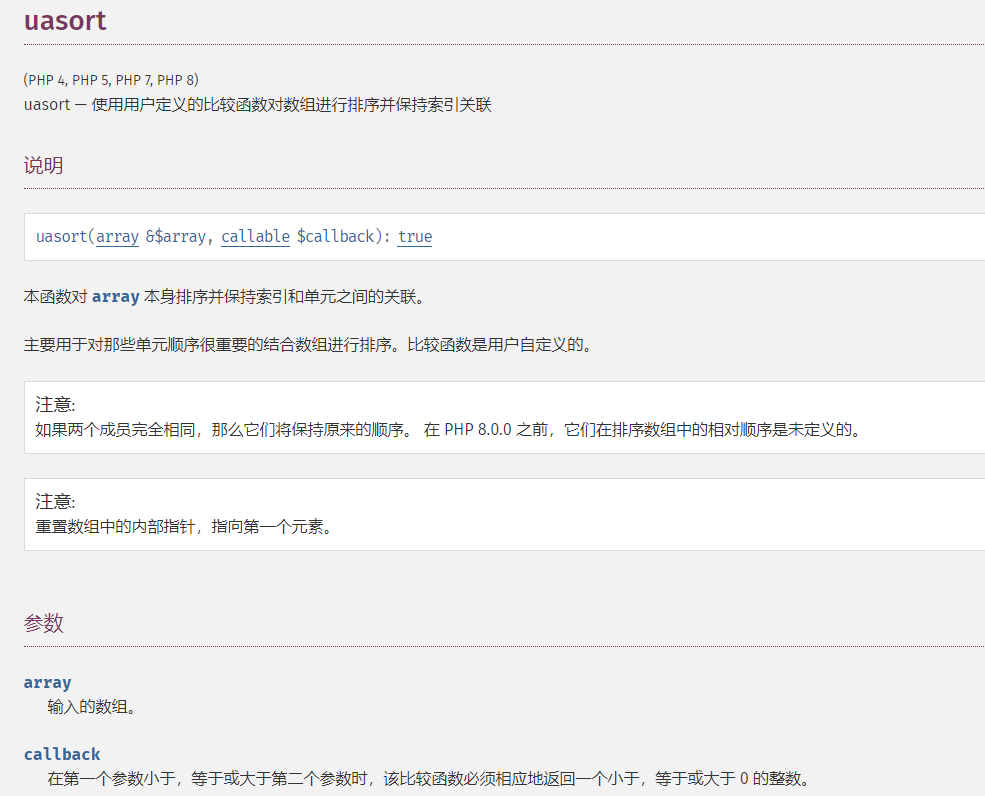 uasort
(PHP 4, PHP 5, PHP 7, PHP 8)
uasort — 使用用户定义的比较函数对数组进行排序并保持索引关联
说明
uasort(array &$array, callable $callback): true
本函数对 array 本身排序并保持索引和单元之间的关联。
主要用于对那些单元顺序很重要的结合数组进行排序。比较函数是用户自定义的。
注意:
如果两个成员完全相同，那么它们将保持原来的顺序。 在 PHP 8.0.0 之前，它们在排序数组中的相对顺序是未定义的。
注意:
重置数组中的内部指针，指向第一个元素。
参数
array
输入的数组。
callback
在第一个参数小于，等于或大于第二个参数时，该比较函数必须相应地返回一个小于，等于或大于 0 的整数。